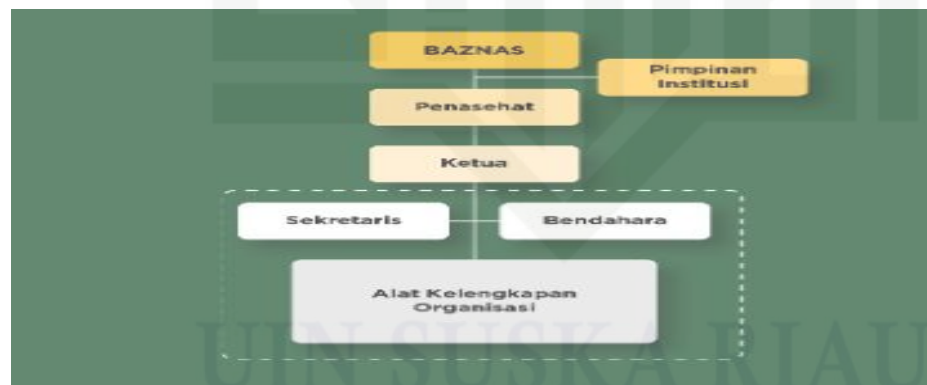 BAZNAS
Pimpinan
Institusi
Penasehat
Ketua
Sekretaris
Bendahara
Alat Kelengkapan
Organisasi
UIN SUSKA RIAU